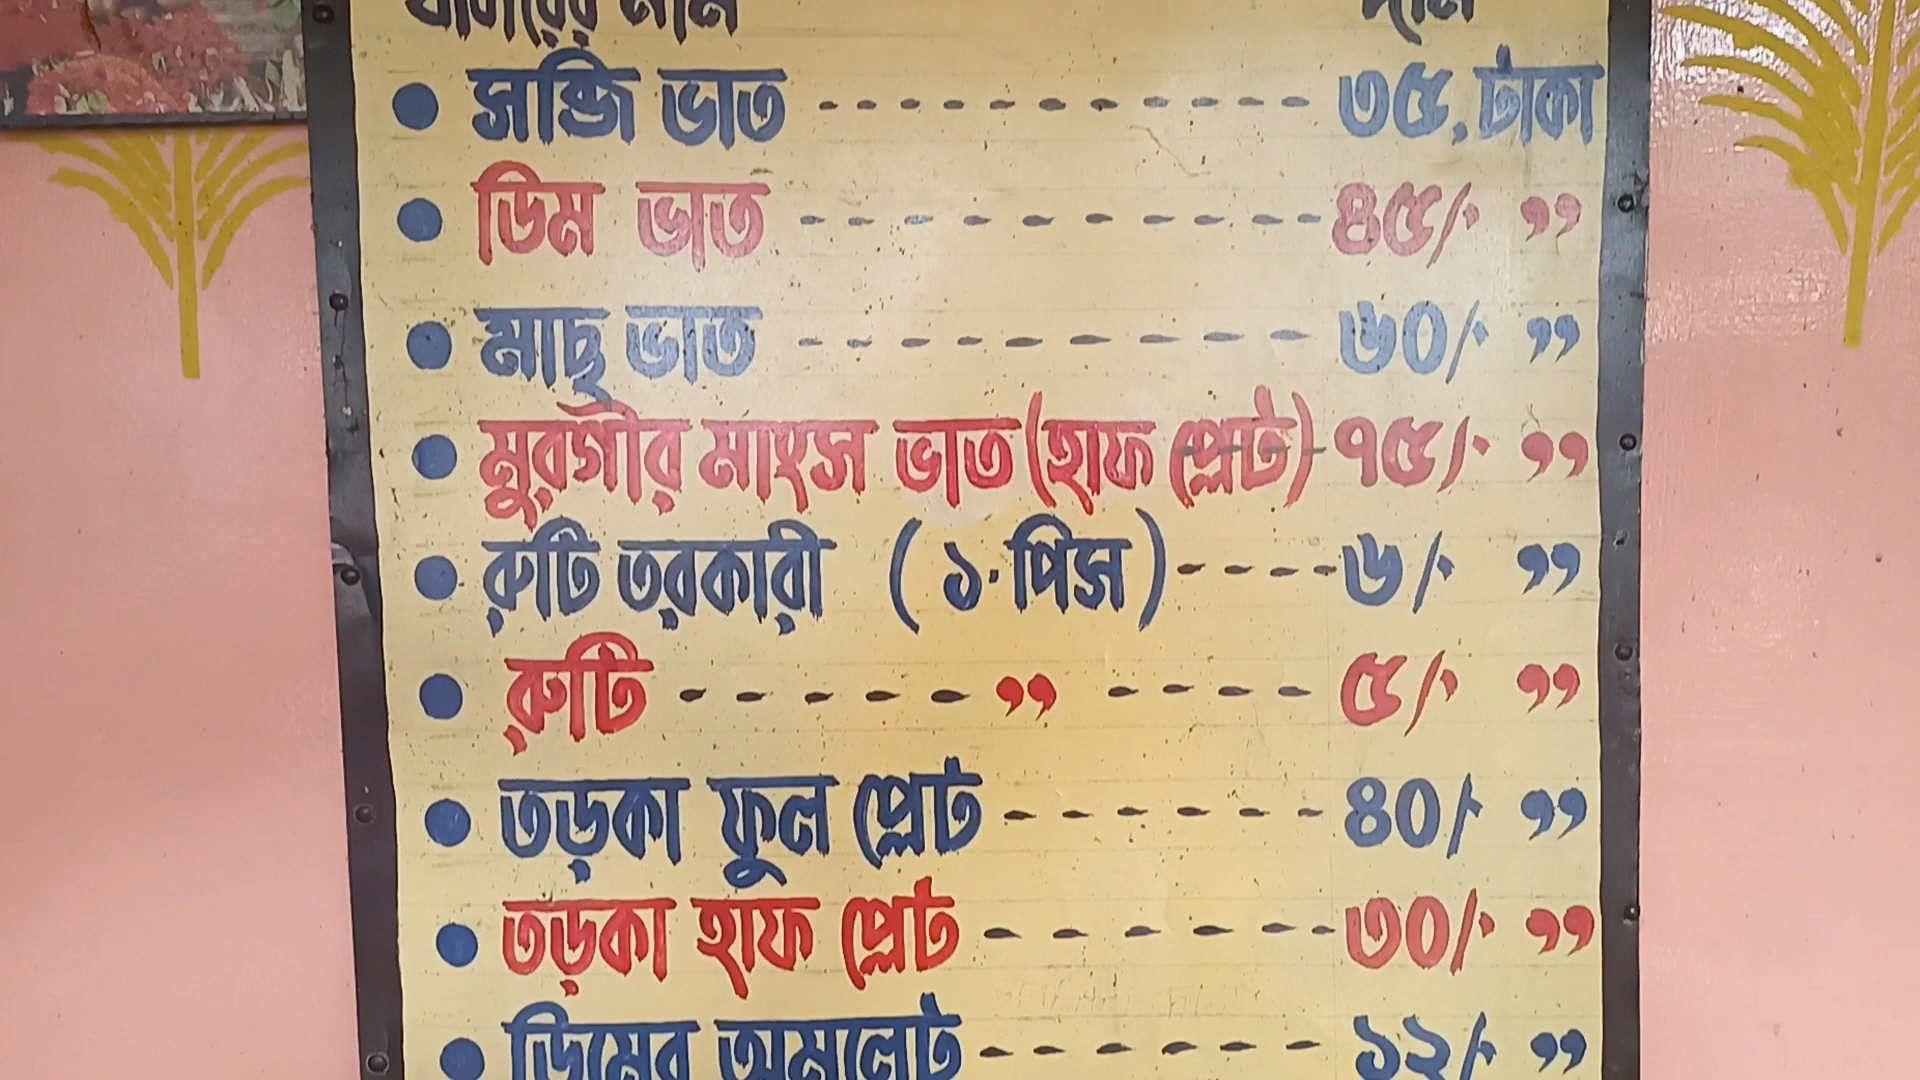 খাবারের নাম দাম
সব্জি ভাত ------------ ৩৫. টাকা
ডিম ভাত ---------- ৪৫/· ”
মাছ ভাত ---------- ৬০/· ”
মুরগীর মাংস ভাত (হাফ প্লেট) - ৭৫/· ”
রুটি তরকারী (১· পিস) ---- ৬/· ”
রুটি ----- ” ---- ৫/· ”
তড়কা ফুল প্লেট ------ ৪০/· ”
তড়কা হাফ প্লেট ------ ৩০/· ”
ডিমের অমলেট ------ ১২/· ”